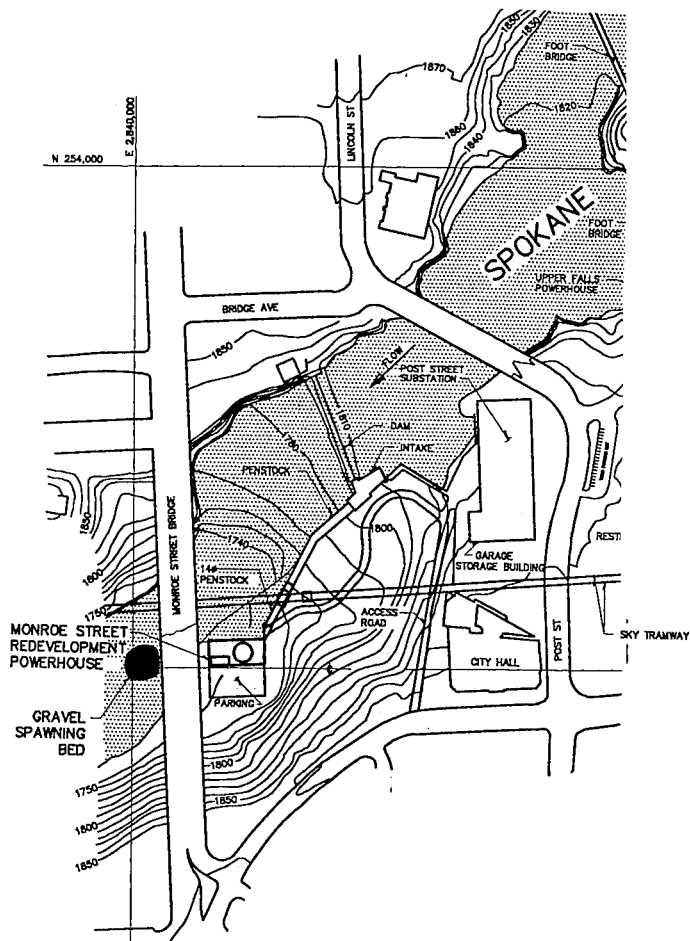 1850
1830
FOOT
BRIDGE
1870
1820
E 2,840,000
LINCOLN ST
1860
1840
N 254,000
SPOKANE
FOOT
BRIDGE
UPPER FALLS
POWERHOUSE
BRIDGE AVE
1850
FLOW
POST STREET
SUBSTATION
1810
DAM
1780
INTAKE
PENSTOCK
1850
MONROE STREET BRIDGE
1800
1740
REST
GARAGE
STORAGE BUILDING
1800
14ø
PENSTOCK
1750
ACCESS
ROAD
SKY TRAMWAY
MONROE STREET
REDEVELOPMENT
POWERHOUSE
CITY HALL
POST ST
PARKING
GRAVEL
SPAWNING
BED
1750
1800
1850
1800
1850